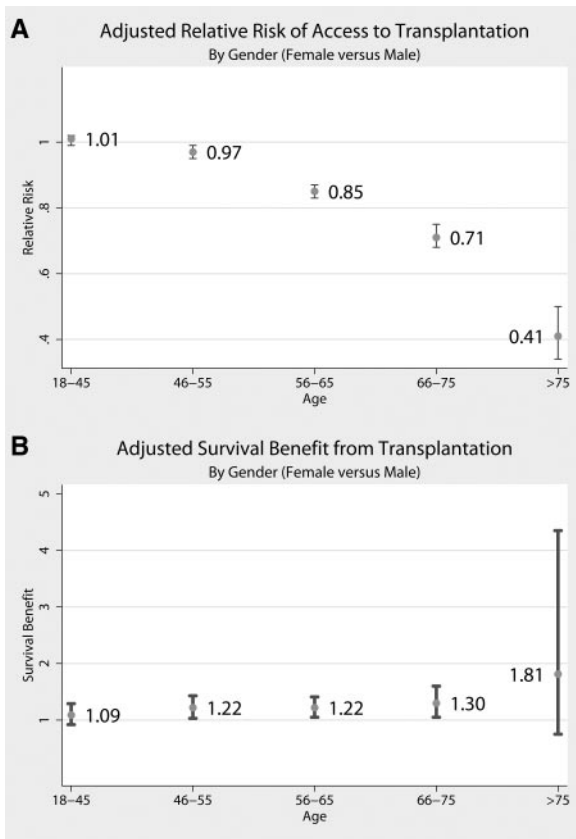 A
Adjusted Relative Risk of Access to Transplantation
By Gender (Female versus Male)
Relative Risk
1
.8
.6
.4
1.01
0.97
0.85
0.71
0.41
18–45
46–55
56–65
66–75
>75
Age
B
Adjusted Survival Benefit from Transplantation
By Gender (Female versus Male)
Survival Benefit
5
4
3
2
1
1.09
1.22
1.22
1.30
1.81
18–45
46–55
56–65
66–75
>75
Age